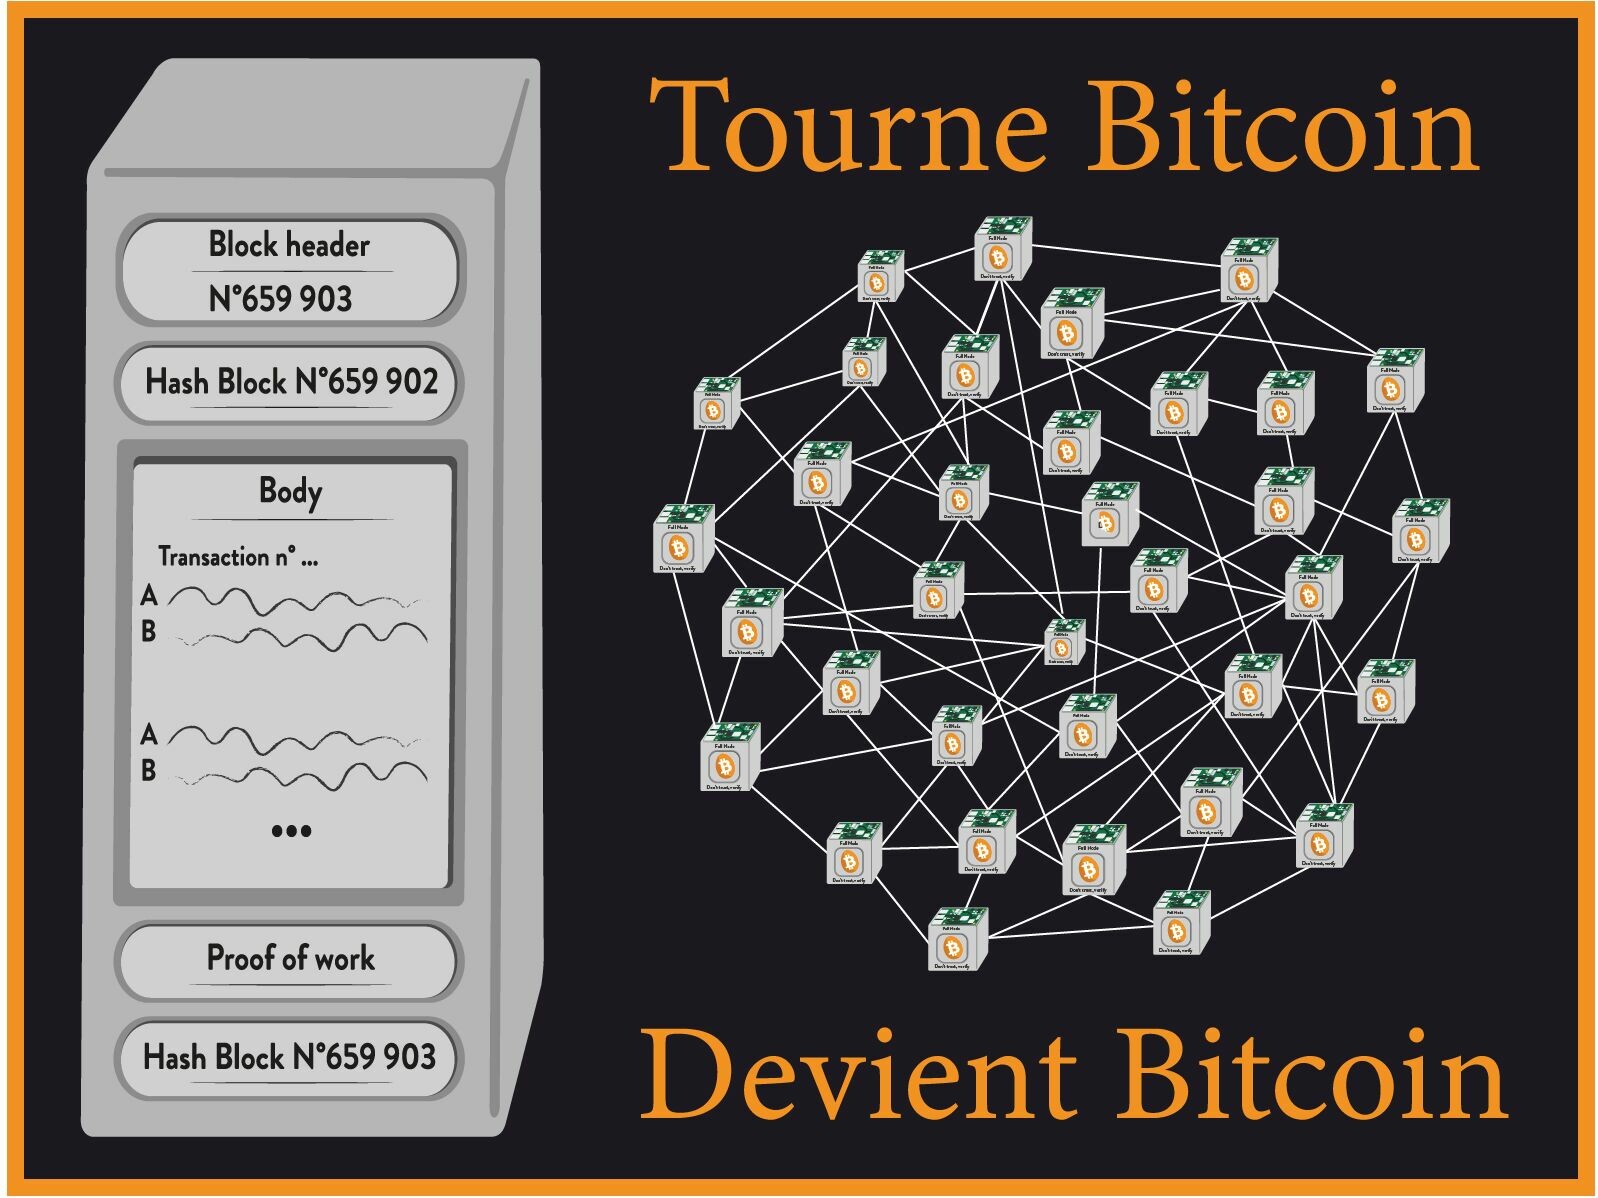 Tourne Bitcoin
Block header
N°659 903
Hash Block N°659 902
Body
Transaction n° ...
A
B
A
B
...
Proof of work
Hash Block N°659 903
Full Node
Don't trust, verify
Devient Bitcoin